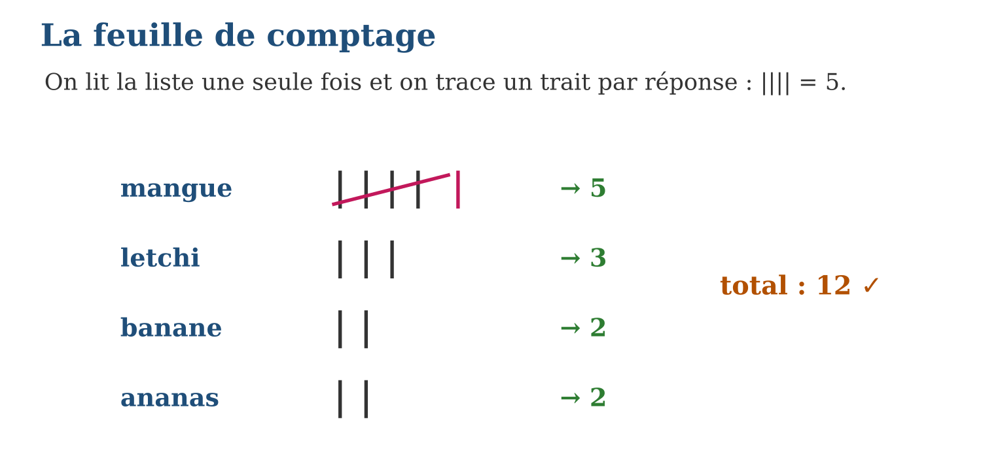 La feuille de comptage
On lit la liste une seule fois et on trace un trait par réponse : |||| = 5.
mangue → 5
letchi → 3
total : 12 ✓
banane → 2
ananas → 2